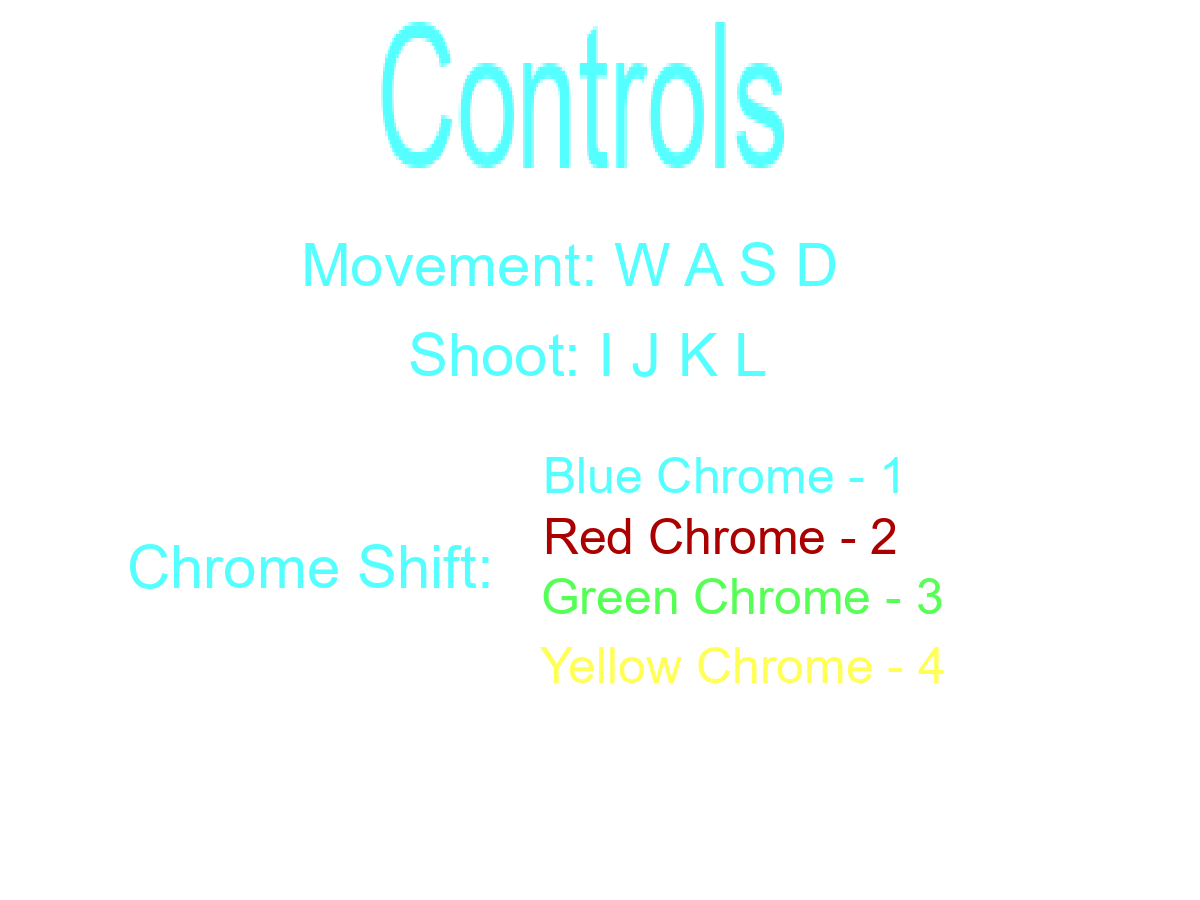 Controls
Movement: W A S D
Shoot: I J K L
Blue Chrome - 1
Red Chrome - 2
Chrome Shift:
Green Chrome - 3
Yellow Chrome - 4